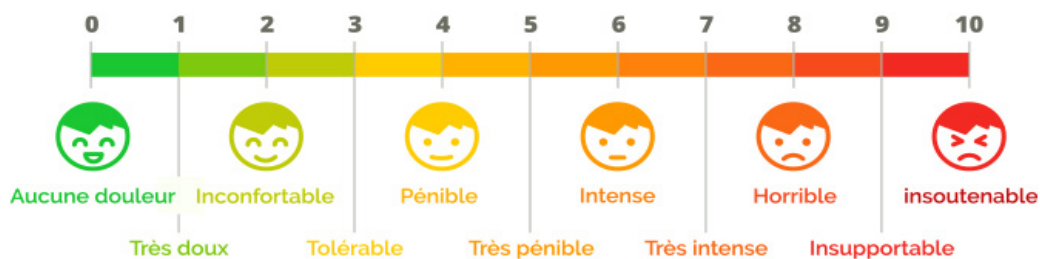 0 1 2 3 4 5 6 7 8 9 10
Aucune douleur Inconfortable Pénible Intense Horrible insoutenable
Très doux Tolérable Très pénible Très intense Insupportable